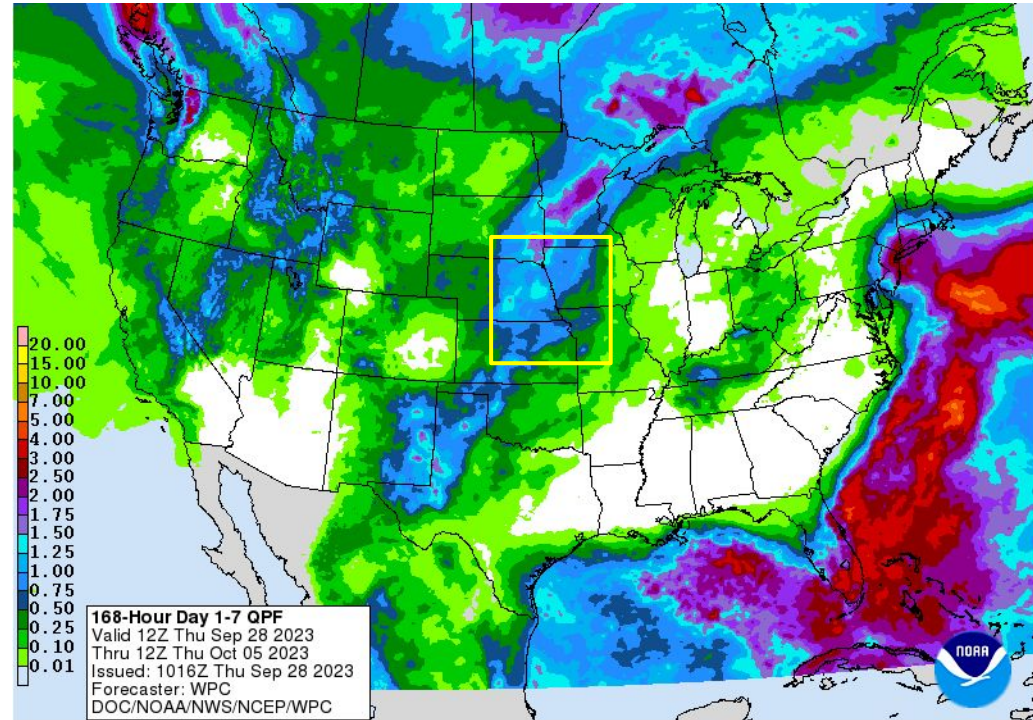 20.00
15.00
10.00
7.00
5.00
4.00
3.00
2.50
2.00
1.75
1.50
1.25
1.00
0.75
0.50
0.25
0.10
0.01
168-Hour Day 1-7 QPF
Valid 12Z Thu Sep 28 2023
Thru 12Z Thu Oct 05 2023
Issued: 1016Z Thu Sep 28 2023
Forecaster: WPC
DOC/NOAA/NWS/NCEP/WPC
NOAA